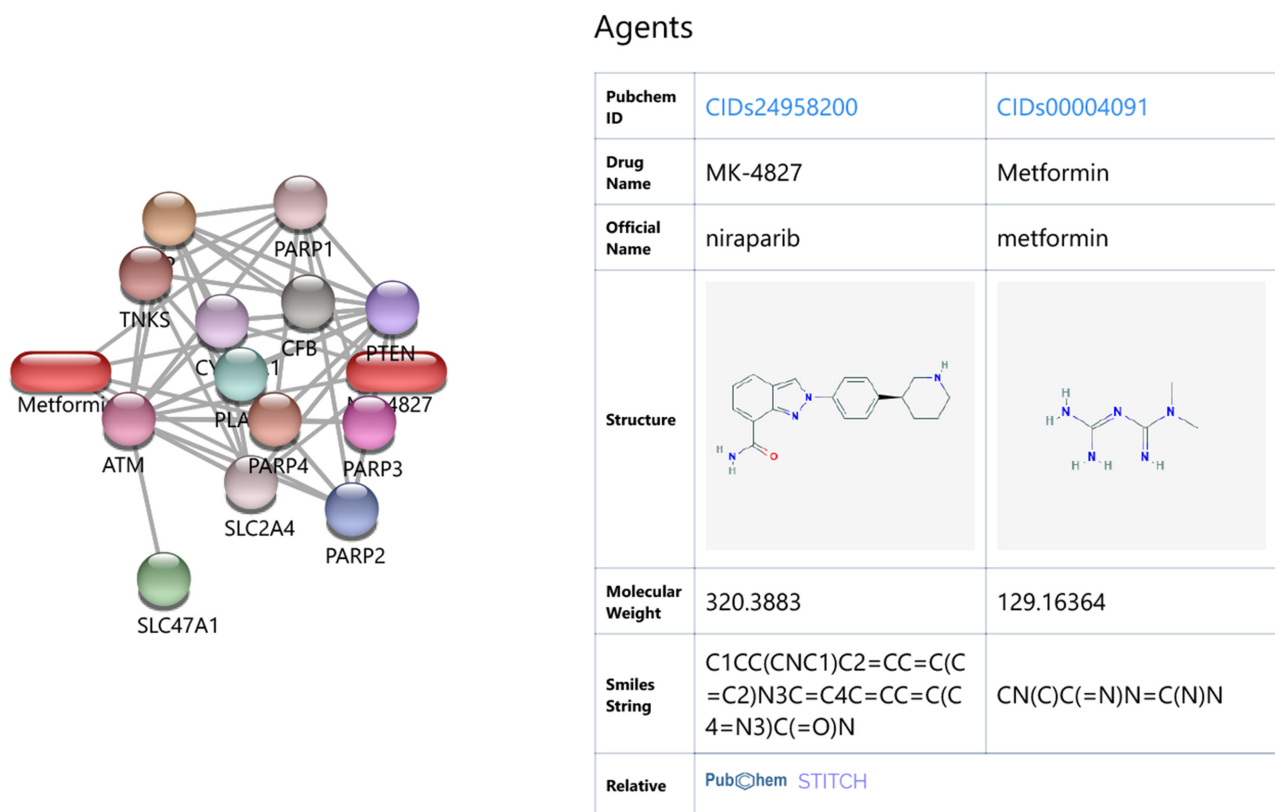 Agents
PARP1
P
TNKS
CFB
PTEN
CY
1
Metformi
4827
PLA
ATM
PARP4
PARP3
SLC2A4
PARP2
SLC47A1
Pubchem
ID
CIDs24958200
CIDs00004091
Drug
Name
MK-4827
Metformin
Official
Name
niraparib
metformin
Structure
H
N
N
N
H
N
H
O
H
H
N
N
N
N
H
H
N
H
Molecular
Weight
320.3883
129.16364
Smiles
String
C1CC(CNC1)C2=CC=C(C
=C2)N3C=C4C=CC=C(C
4=N3)C(=O)N
CN(C)C(=N)N=C(N)N
Relative
PubChem STITCH